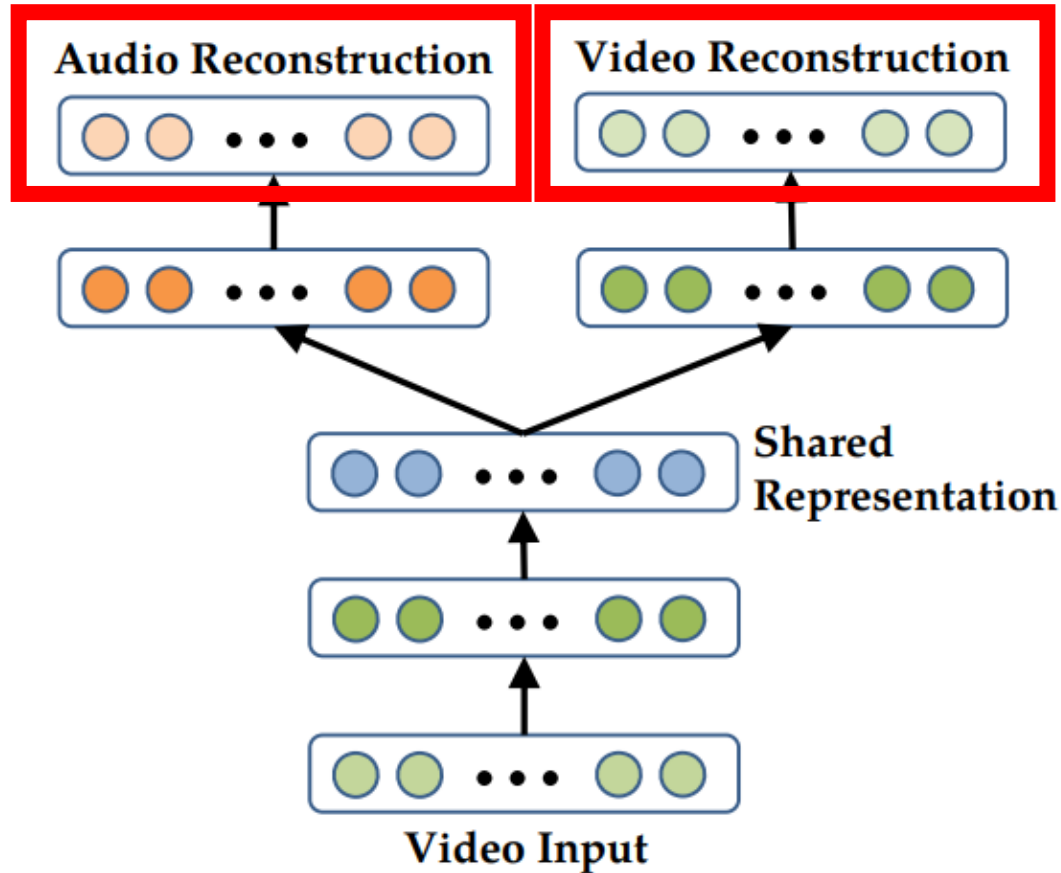 Audio Reconstruction
Video Reconstruction
Shared
Representation
Video Input